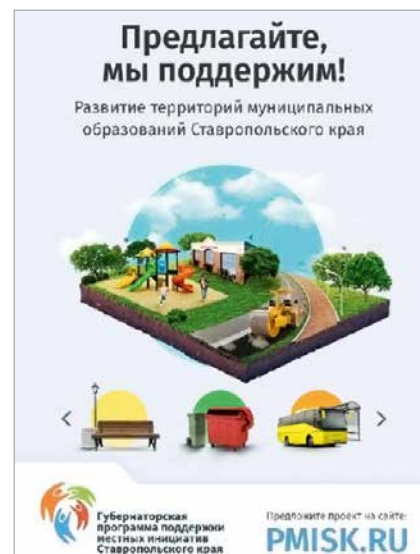 Предлагайте,
мы поддержим!
Развитие территорий муниципальных
образований Ставропольского края
Губернаторская
программа поддержки
местных инициатив
Ставропольского края
Предложите проект на сайте:
PMISK.RU